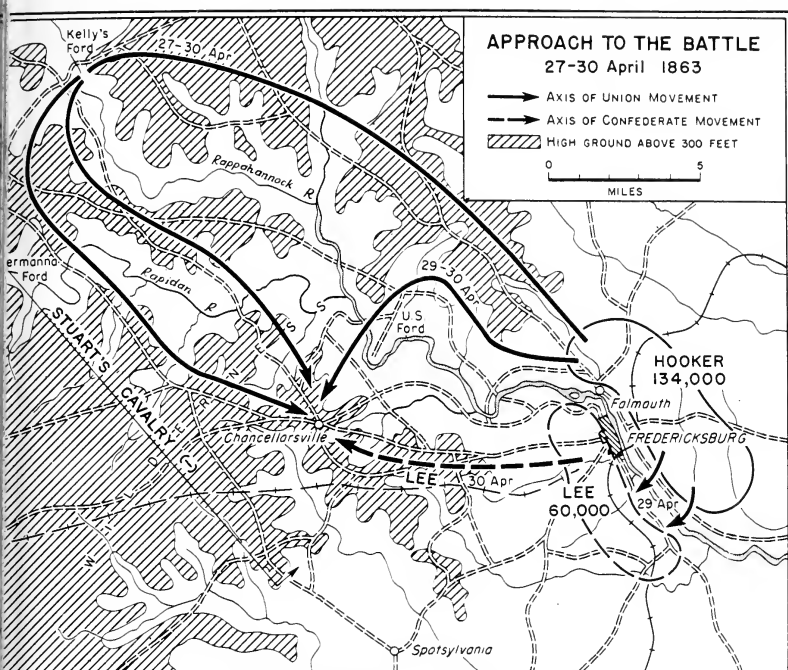 APPROACH TO THE BATTLE
27-30 April 1863
AXIS OF UNION MOVEMENT
AXIS OF CONFEDERATE MOVEMENT
HIGH GROUND ABOVE 300 FEET
0 5
MILES
Kelly's
Ford
27-30 Apr
Rappahannock R
ermanna
Ford
Rapidan R
29-30 Apr
U.S.
Ford
STUART'S
CAVALRY (-)
WILDERNESS
HOOKER
134,000
Falmouth
FREDERICKSBURG
Chancellorsville
LEE 30 Apr
LEE
60,000
29 Apr
Spotsylvania